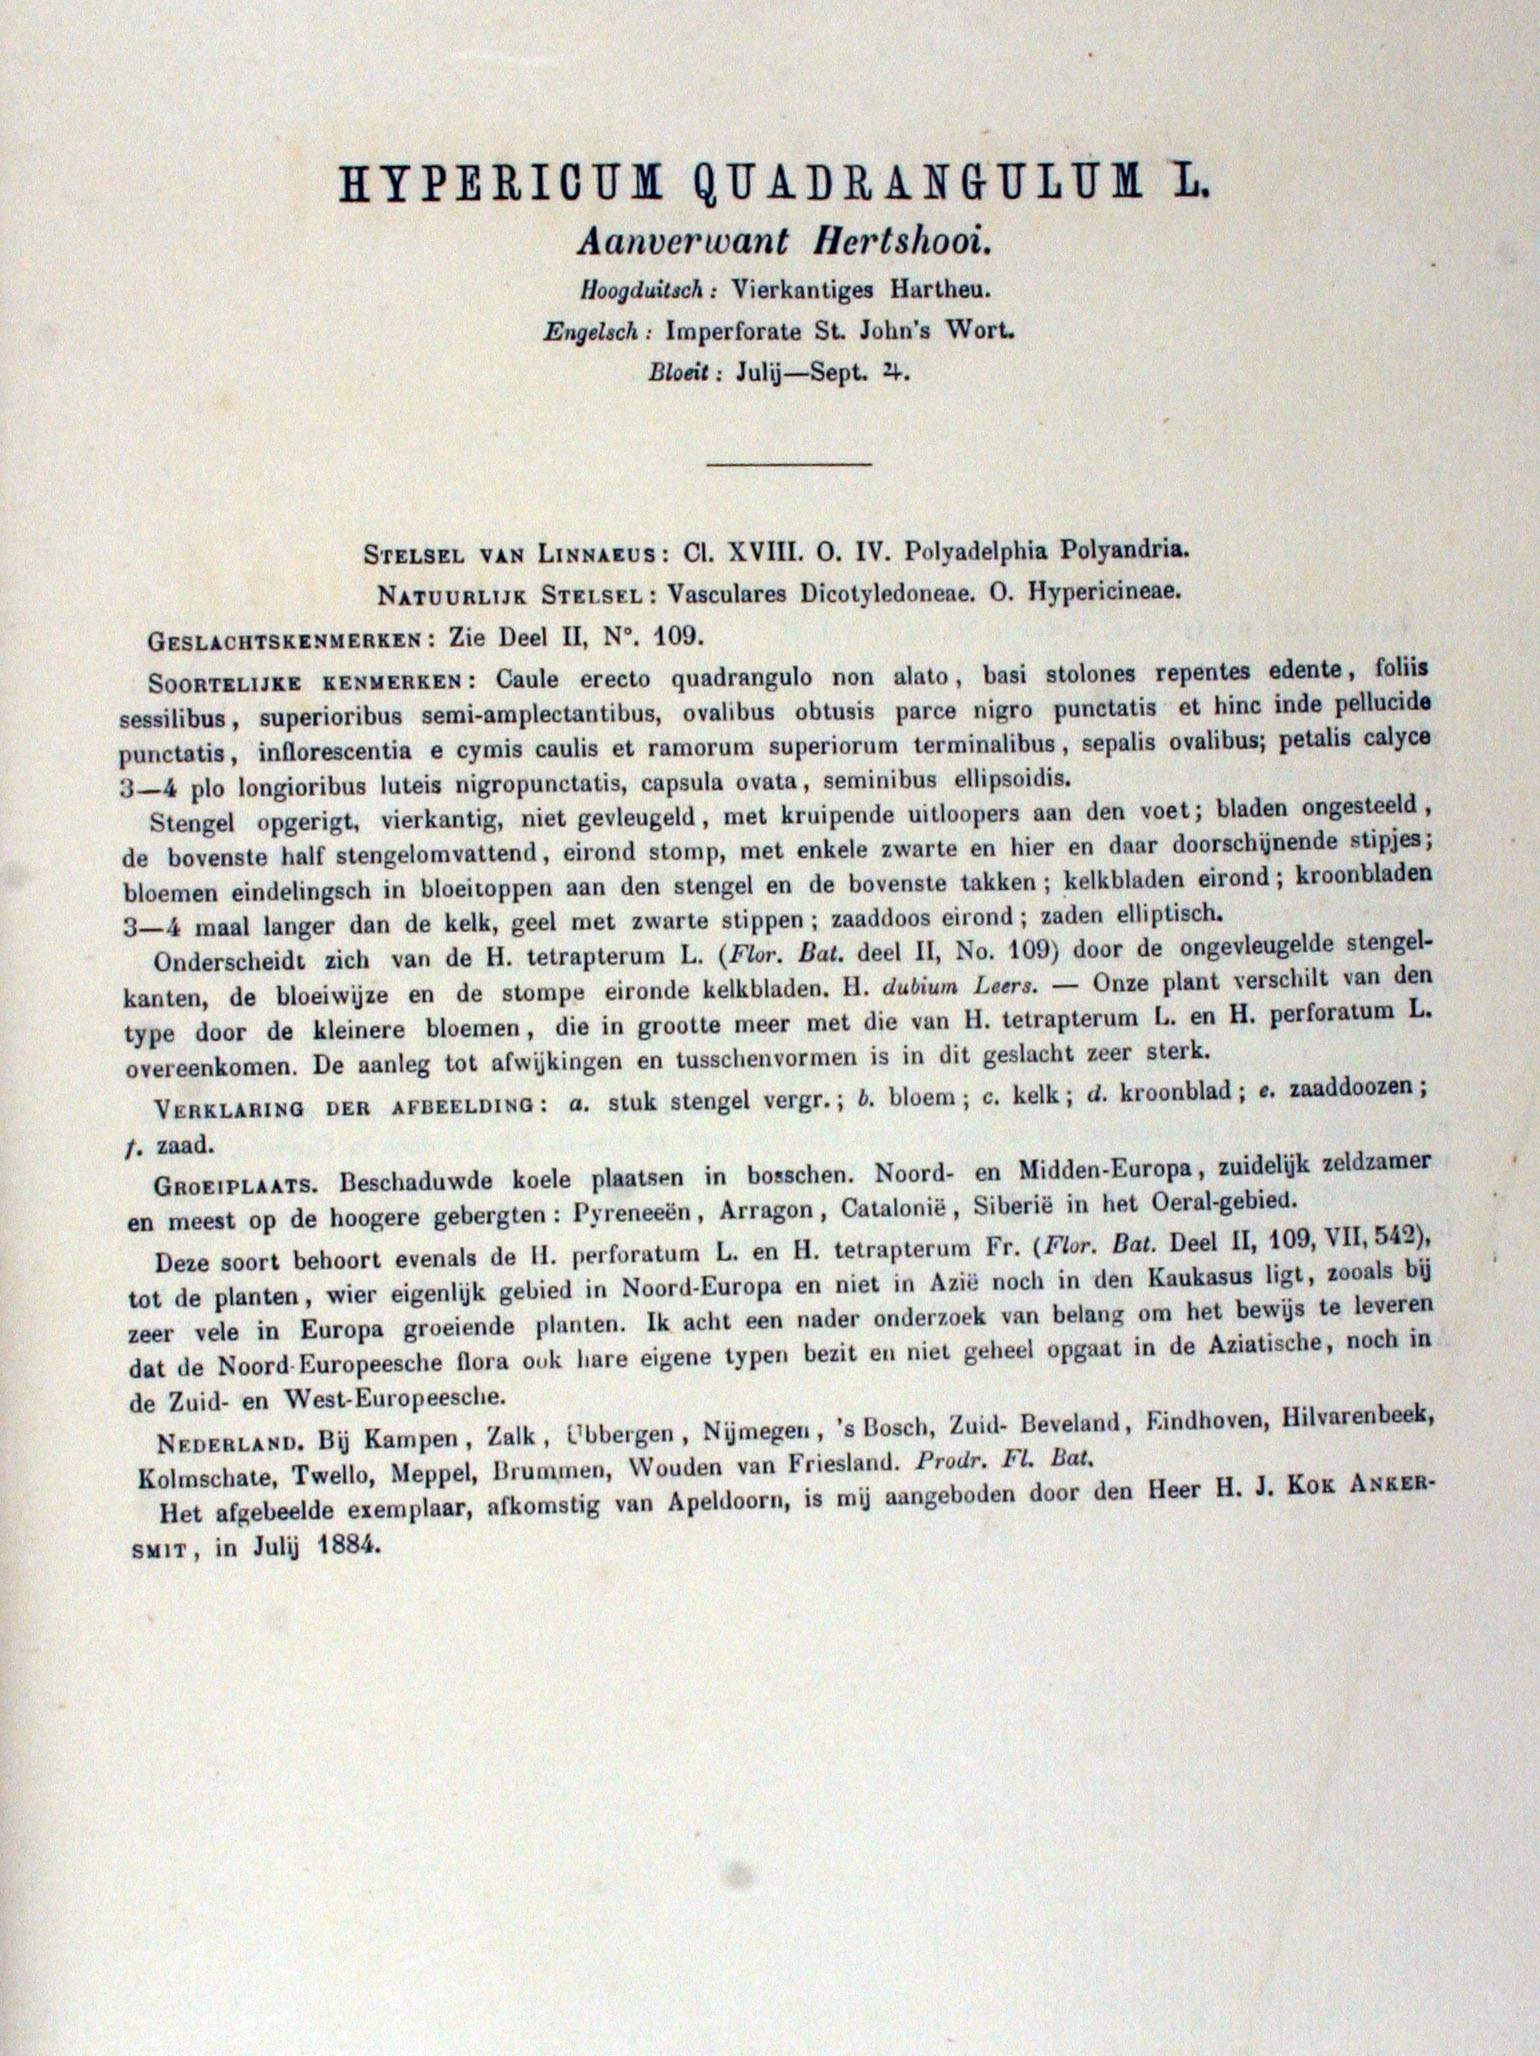 HYPERICUM QUADRANGULUM L.
Aanverwant Hertshooi.
Hoogduitsch: Vierkantiges Hartheu.
Engelsch: Imperforate St. John's Wort.
Bloeit: Julij—Sept. ♃.
STELSEL VAN LINNAEUS: Cl. XVIII. O. IV. Polyadelphia Polyandria.
NATUURLIJK STELSEL: Vasculares Dicotyledoneae. O. Hypericineae.
GESLACHTSKENMERKEN: Zie Deel II, N°. 109.
SOORTELIJKE KENMERKEN: Caule erecto quadrangulo non alato, basi stolones repentes edente, foliis
sessilibus, superioribus semi-amplectantibus, ovalibus obtusis parce nigro punctatis et hinc inde pellucide
punctatis, inflorescentia e cymis caulis et ramorum superiorum terminalibus, sepalis ovalibus; petalis calyce
3—4 plo longioribus luteis nigropunctatis, capsula ovata, seminibus ellipsoidis.
Stengel opgerigt, vierkantig, niet gevleugeld, met kruipende uitloopers aan den voet; bladen ongesteeld,
de bovenste half stengelomvattend, eirond stomp, met enkele zwarte en hier en daar doorschijnende stipjes;
bloemen eindelingsch in bloeitoppen aan den stengel en de bovenste takken; kelkbladen eirond; kroonbladen
3—4 maal langer dan de kelk, geel met zwarte stippen; zaaddoos eirond; zaden elliptisch.
Onderscheidt zich van de H. tetrapterum L. (Flor. Bat. deel II, No. 109) door de ongevleugelde stengel-
kanten, de bloeiwijze en de stompe eironde kelkbladen. H. dubium Leers. — Onze plant verschilt van den
type door de kleinere bloemen, die in grootte meer met die van H. tetrapterum L. en H. perforatum L.
overeenkomen. De aanleg tot afwijkingen en tusschenvormen is in dit geslacht zeer sterk.
VERKLARING DER AFBEELDING: a. stuk stengel vergr.; b. bloem; c. kelk; d. kroonblad; e. zaaddoozen;
f. zaad.
GROEIPLAATS. Beschaduwde koele plaatsen in bosschen. Noord- en Midden-Europa, zuidelijk zeldzamer
en meest op de hoogere gebergten: Pyreneeën, Arragon, Catalonië, Siberië in het Oeral-gebied.
Deze soort behoort evenals de H. perforatum L. en H. tetrapterum Fr. (Flor. Bat. Deel II, 109, VII, 542),
tot de planten, wier eigenlijk gebied in Noord-Europa en niet in Azië noch in den Kaukasus ligt, zooals bij
zeer vele in Europa groeiende planten. Ik acht een nader onderzoek van belang om het bewijs te leveren
dat de Noord-Europeesche flora ook hare eigene typen bezit en niet geheel opgaat in de Aziatische, noch in
de Zuid- en West-Europeesche.
NEDERLAND. Bij Kampen, Zalk, Ubbergen, Nijmegen, 's Bosch, Zuid- Beveland, Eindhoven, Hilvarenbeek,
Kolmschate, Twello, Meppel, Brummen, Wouden van Friesland. Prodr. Fl. Bat.
Het afgebeelde exemplaar, afkomstig van Apeldoorn, is mij aangeboden door den Heer H. J. KOK ANKER-
SMIT, in Julij 1884.